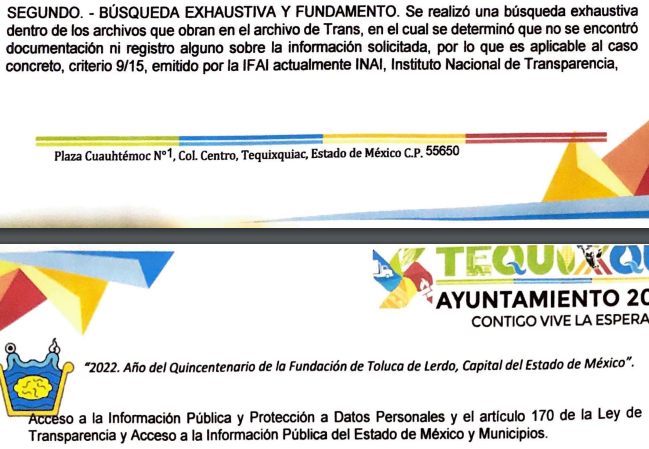 SEGUNDO. - BÚSQUEDA EXHAUSTIVA Y FUNDAMENTO. Se realizó una búsqueda exhaustiva
dentro de los archivos que obran en el archivo de Trans, en el cual se determinó que no se encontró
documentación ni registro alguno sobre la información solicitada, por lo que es aplicable al caso
concreto, criterio 9/15, emitido por la IFAI actualmente INAI, Instituto Nacional de Transparencia,
Plaza Cuauhtémoc Nº1, Col. Centro, Tequixquiac, Estado de México C.P. 55650
TEQUIXQU
AYUNTAMIENTO 20
CONTIGO VIVE LA ESPERA
"2022. Año del Quincentenario de la Fundación de Toluca de Lerdo, Capital del Estado de México".
Acceso a la Información Pública y Protección a Datos Personales y el artículo 170 de la Ley de
Transparencia y Acceso a la Información Pública del Estado de México y Municipios.